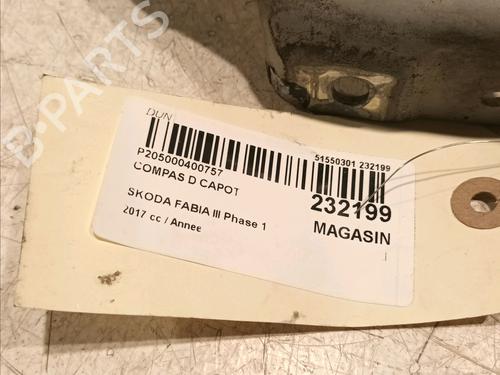 B-PARTS
DUN
P205000400757
COMPAS D CAPOT
SKODA FABIA III Phase 1
2017 cc / Annee
51550301 232199
232199
MAGASIN